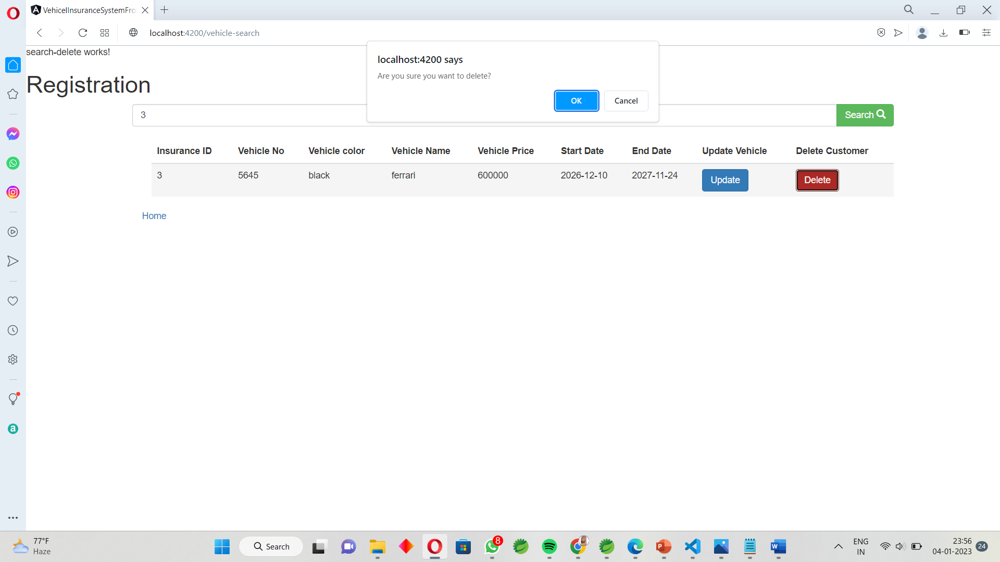 VehicelInsuranceSystemFro
localhost:4200/vehicle-search
search-delete works!
localhost:4200 says
Are you sure you want to delete?
OK
Cancel
Registration
3
Search
Insurance ID Vehicle No Vehicle color Vehicle Name Vehicle Price Start Date End Date Update Vehicle Delete Customer
3 5645 black ferrari 600000 2026-12-10 2027-11-24 Update Delete
Home
77°F
Haze
Search
8
ENG
IN
23:56
04-01-2023
24